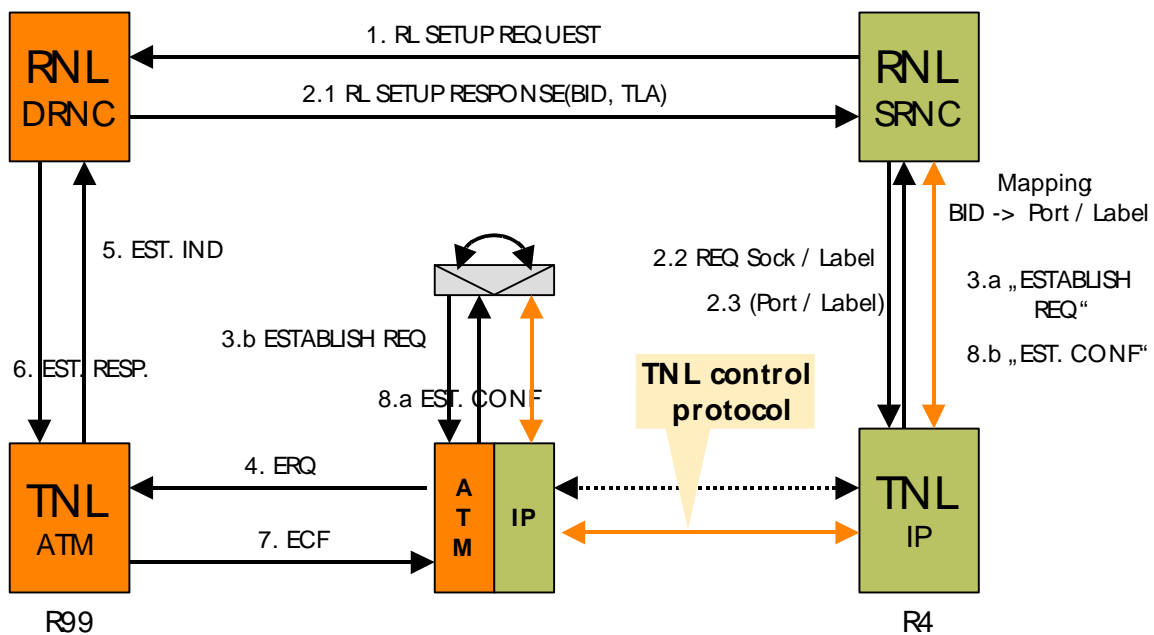 1. RL SETUP REQUEST
RNL
DRNC
RNL
SRNC
2.1 RL SETUP RESPONSE(BID, TLA)
Mapping:
BID -> Port / Label
5. EST. IND
2.2 REQ Sock / Label
2.3 (Port / Label)
3.a „ESTABLISH
REQ“
3.b ESTABLISH REQ
8.b „EST. CONF“
6. EST. RESP.
TNL control
protocol
8.a EST. CONF
4. ERQ
TNL
ATM
A
T
M
IP
TNL
IP
7. ECF
R99
R4